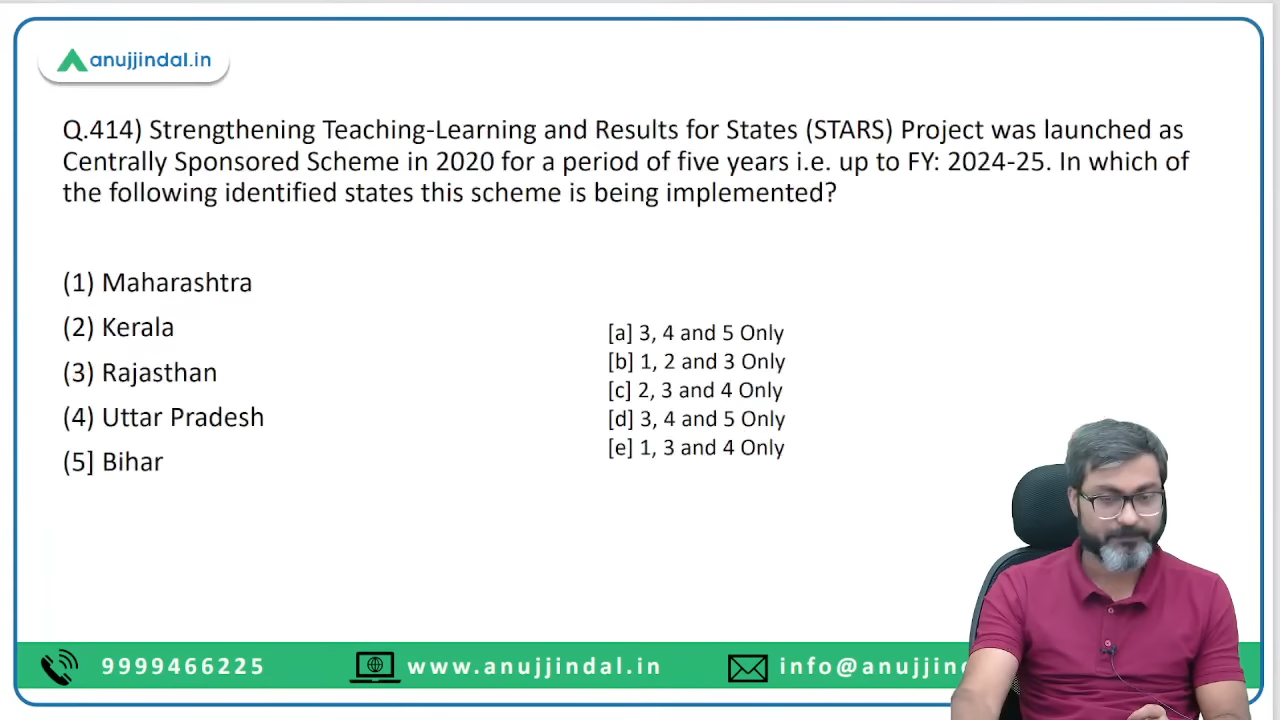 anujjindal.in
Q.414) Strengthening Teaching-Learning and Results for States (STARS) Project was launched as
Centrally Sponsored Scheme in 2020 for a period of five years i.e. up to FY: 2024-25. In which of
the following identified states this scheme is being implemented?
(1) Maharashtra
(2) Kerala
(3) Rajasthan
(4) Uttar Pradesh
(5] Bihar
[a] 3, 4 and 5 Only
[b] 1, 2 and 3 Only
[c] 2, 3 and 4 Only
[d] 3, 4 and 5 Only
[e] 1, 3 and 4 Only
9999466225
www.anujjindal.in